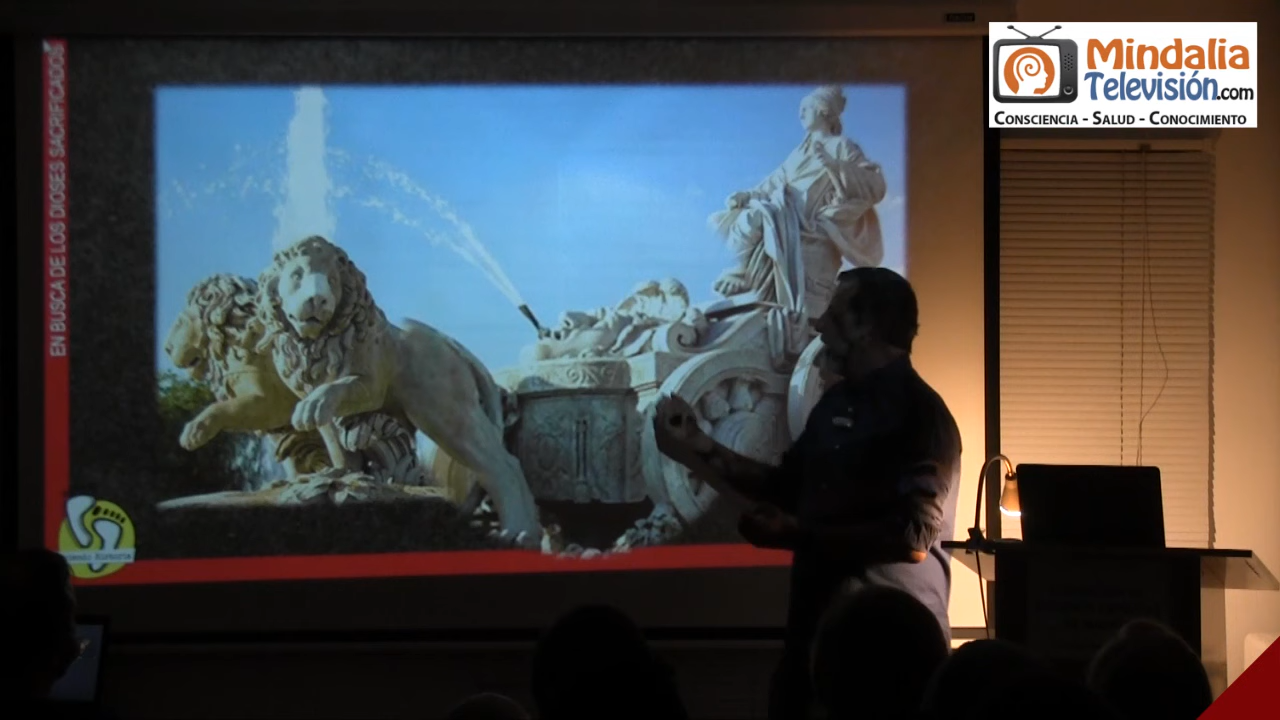 Mindalia
Televisión.com
CONSCIENCIA - SALUD - CONOCIMIENTO
EN BUSCA DE LOS DIOSES SACRIFICADOS